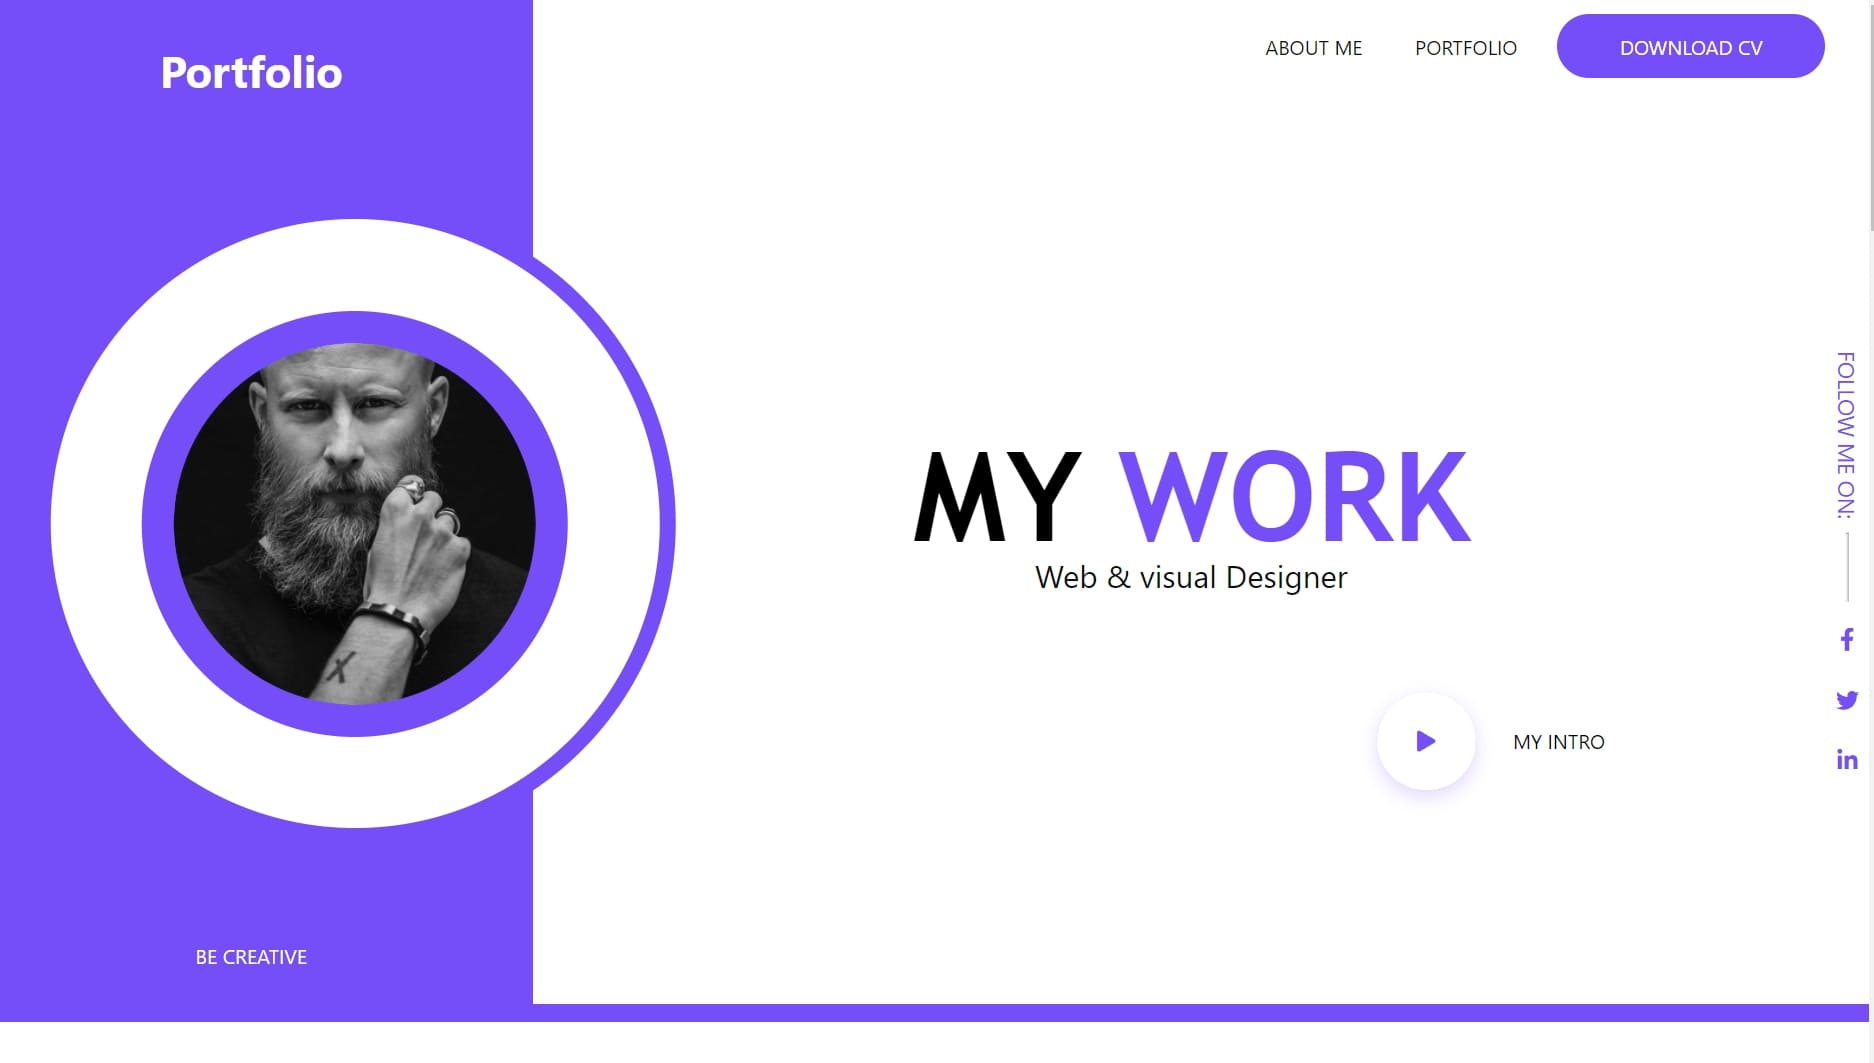 Portfolio
ABOUT ME
PORTFOLIO
DOWNLOAD CV
MY WORK
Web & visual Designer
MY INTRO
FOLLOW ME ON:
BE CREATIVE